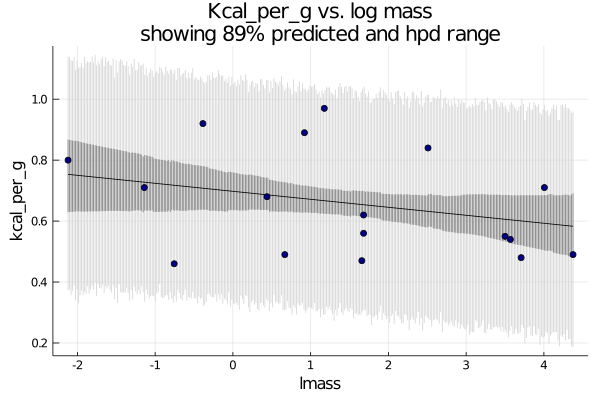 Kcal_per_g vs. log mass
showing 89% predicted and hpd range
kcal_per_g
1.0
0.8
0.6
0.4
0.2
-2 -1 0 1 2 3 4
lmass